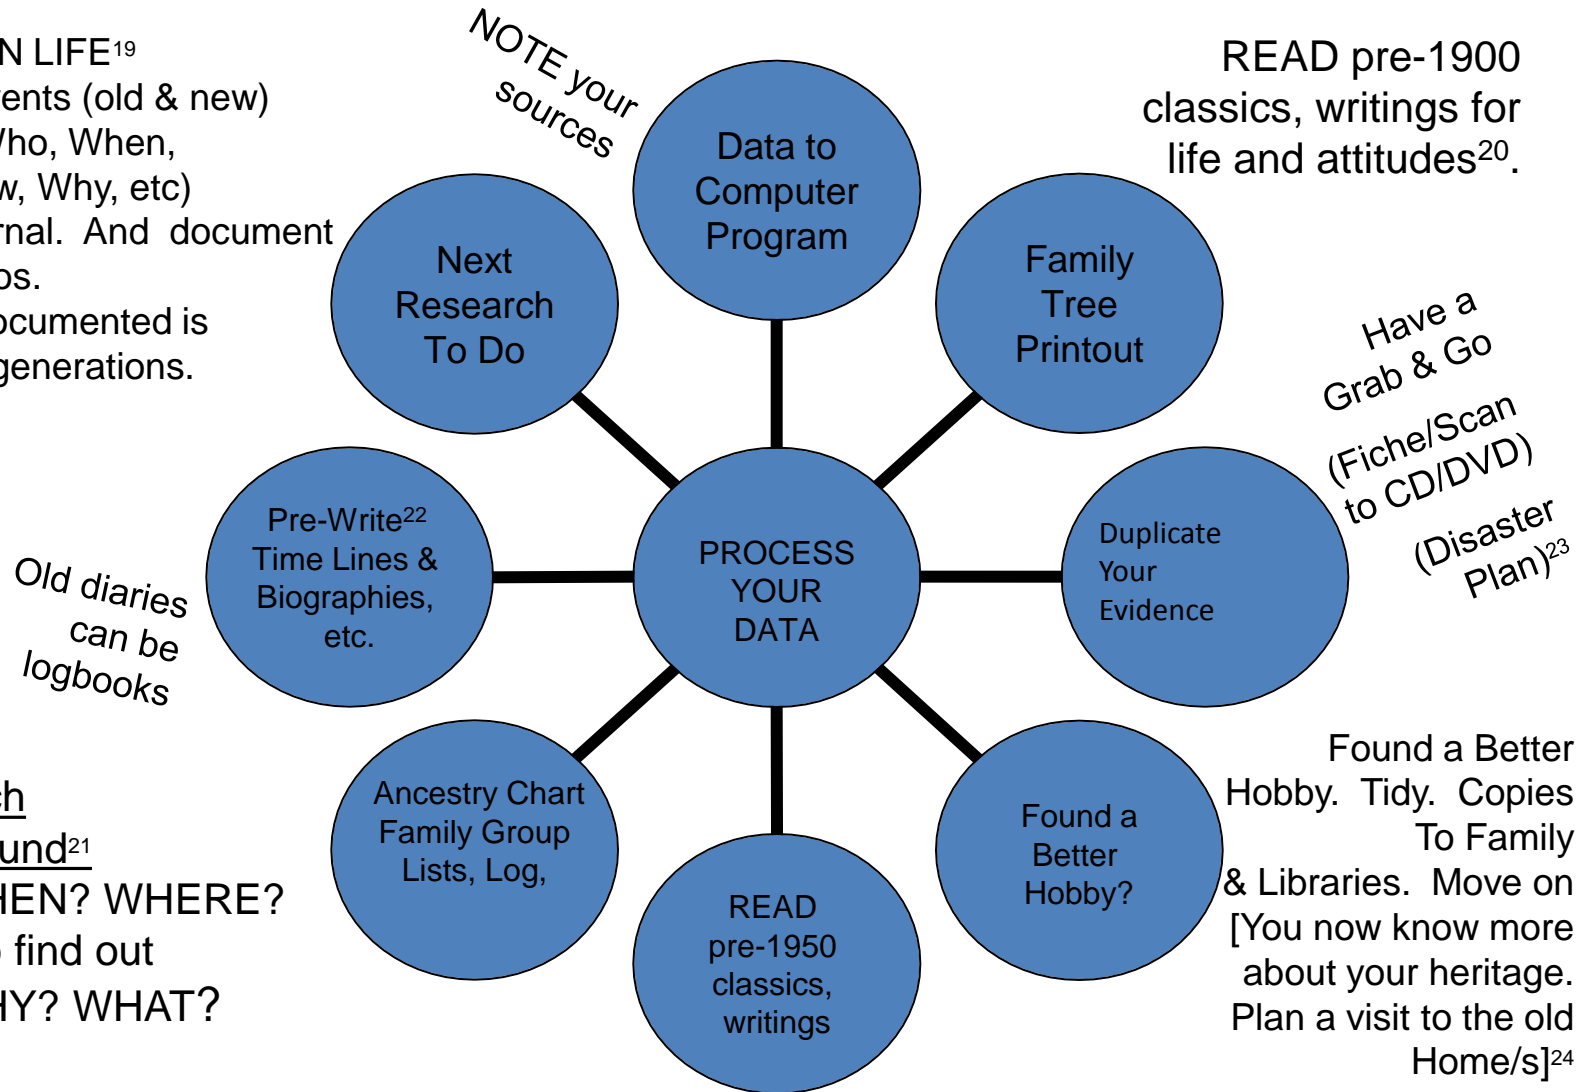 N LIFE19
ents (old & new)
Who, When,
w, Why, etc)
rnal. And document
os.
ocumented is
generations.
NOTE your
sources
READ pre-1900
classics, writings for
life and attitudes20.
Data to
Computer
Program
Next
Research
To Do
Family
Tree
Printout
Have a
Grab & Go
(Fiche/Scan
to CD/DVD)
(Disaster
Plan)23
Pre-Write22
Time Lines &
Biographies,
etc.
PROCESS
YOUR
DATA
Duplicate
Your
Evidence
Old diaries
can be
logbooks
Ancestry Chart
Family Group
Lists, Log,
READ
pre-1950
classics,
writings
Found a
Better
Hobby?
Found a Better
Hobby. Tidy. Copies
To Family
& Libraries. Move on
[You now know more
about your heritage.
Plan a visit to the old
Home/s]24
ch
und21
HEN? WHERE?
o find out
HY? WHAT?